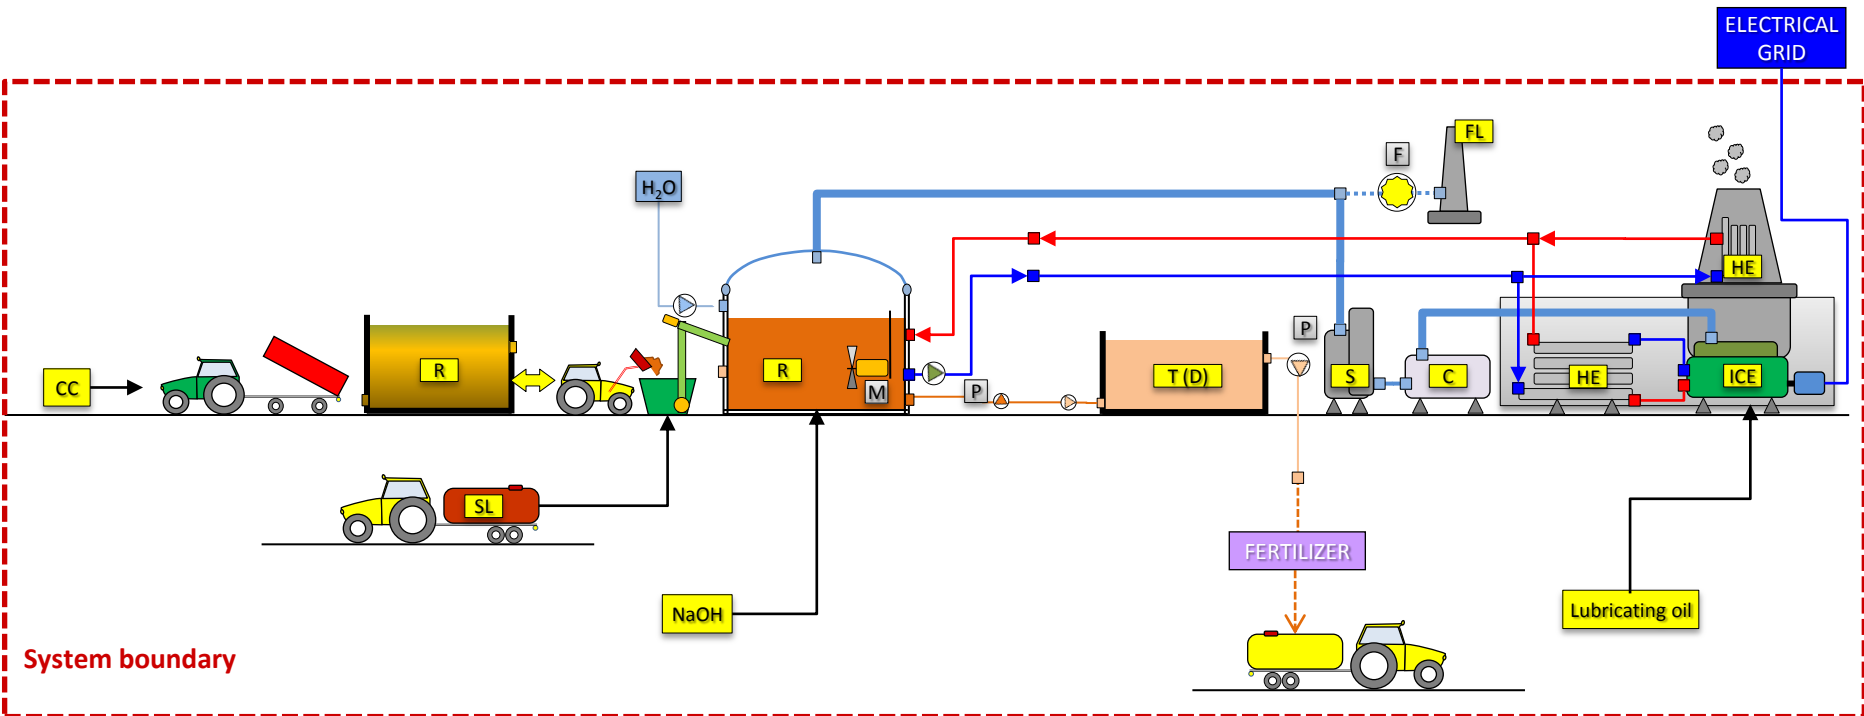 ELECTRICAL
GRID
FL
F
H₂O
HE
P
R
R
T (D)
S
C
HE
ICE
CC
M
P
SL
FERTILIZER
NaOH
Lubricating oil
System boundary